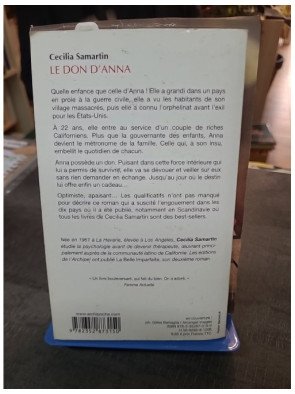 Cecilia Samartin
LE DON D'ANNA
Quelle enfance que celle d'Anna ! Elle a grandi dans un pays
en proie à la guerre civile, elle a vu les habitants de son
village massacrés, puis elle a connu l'orphelinat avant l'exil
pour les États-Unis.
À 22 ans, elle entre au service d'un couple de riches
Californiens. Plus que la gouvernante des enfants, Anna
devient le métronome de la famille. Celle qui, à son insu,
embellit le quotidien de chacun.
Anna possède un don. Puisant dans cette force intérieure qui
lui a permis de survivre, elle va se dévouer et veiller sur eux
sans rien demander en échange. Jusqu'au jour où le destin
lui offre enfin un cadeau...
Optimiste, apaisant... Les qualificatifs n'ont pas manqué
pour décrire ce roman qui a suscité l'engouement dans les
dix pays où il a été publié, notamment en Scandinavie où
tous les livres de Cecilia Samartin sont des best-sellers.
Née en 1961 à La Havane, élevée à Los Angeles, Cecilia Samartin
étudie la psychologie avant de devenir thérapeute, œuvrant princi-
palement auprès de la communauté latino de Californie. Les éditions
de l'Archipel ont publié La Belle Imparfaite, son deuxième roman.
« Un livre bouleversant, qui fait du bien. On a adoré. »
Femme Actuelle